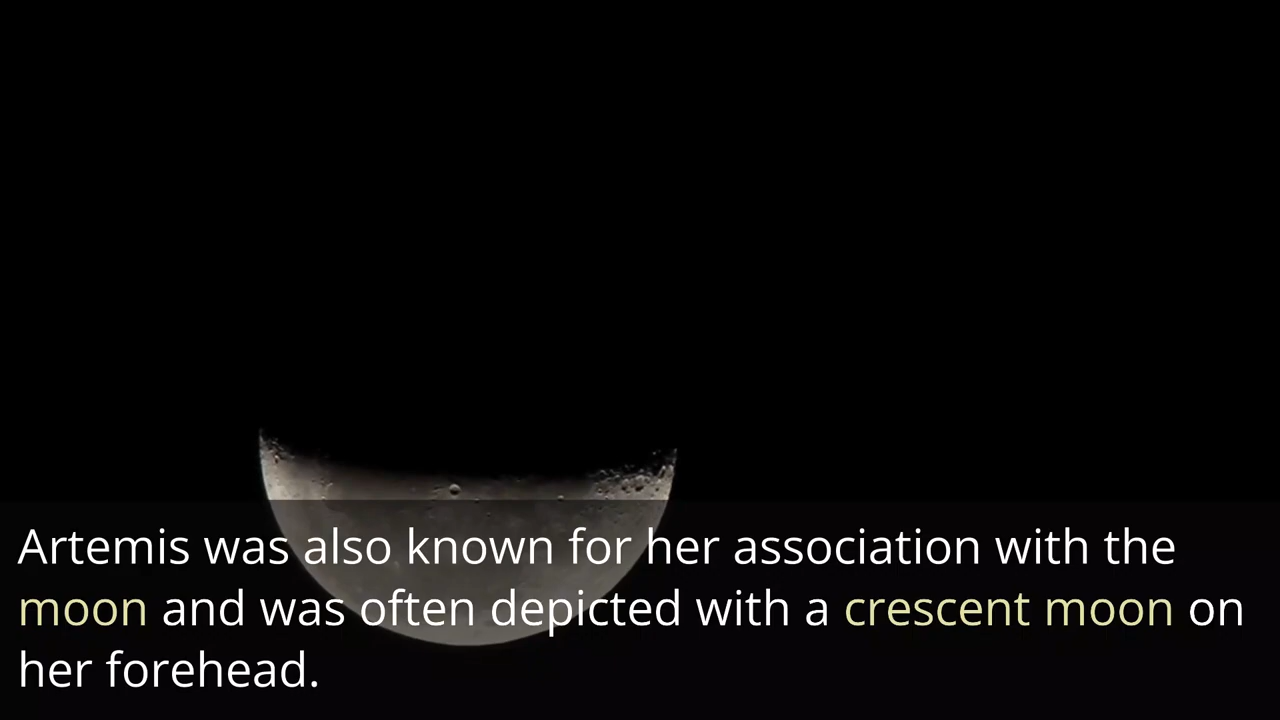 Artemis was also known for her association with the
moon and was often depicted with a crescent moon on
her forehead.